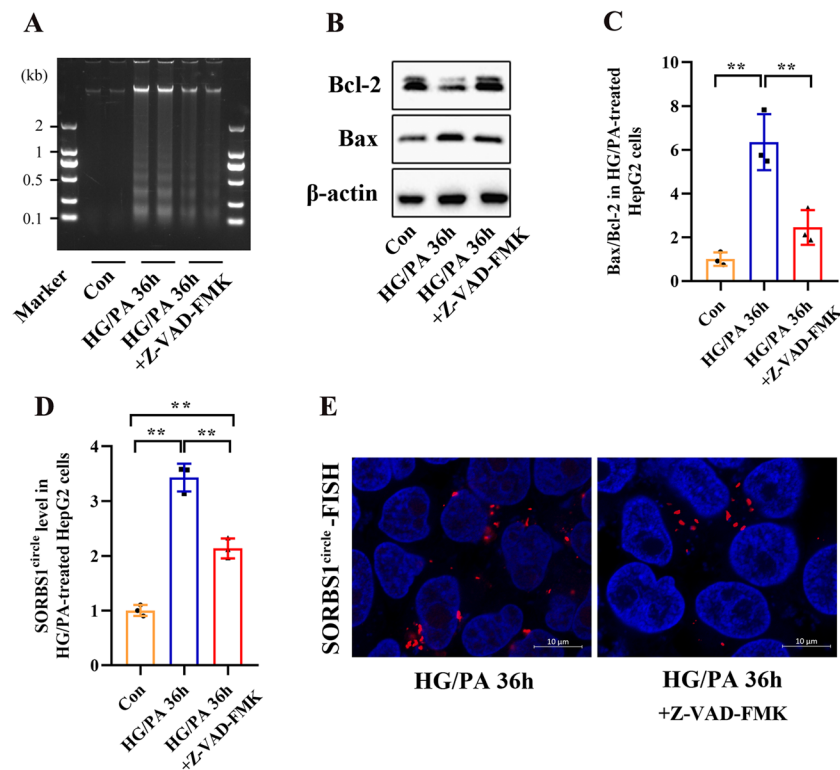 A
(kb)
2
1
0.5
0.1
Marker
Con
HG/PA 36h
HG/PA 36h
+Z-VAD-FMK
B
Bcl-2
Bax
β-actin
Con
HG/PA 36h
HG/PA 36h
+Z-VAD-FMK
C
Bax/Bcl-2 in HG/PA-treated
HepG2 cells
10
8
6
4
2
0
**
**
Con
HG/PA 36h
HG/PA 36h
+Z-VAD-FMK
D
SORBS1circle level in
HG/PA-treated HepG2 cells
4
3
2
1
0
**
**
**
Con
HG/PA 36h
HG/PA 36h
+Z-VAD-FMK
E
SORBS1circle-FISH
10 μm
10 μm
HG/PA 36h
HG/PA 36h
+Z-VAD-FMK